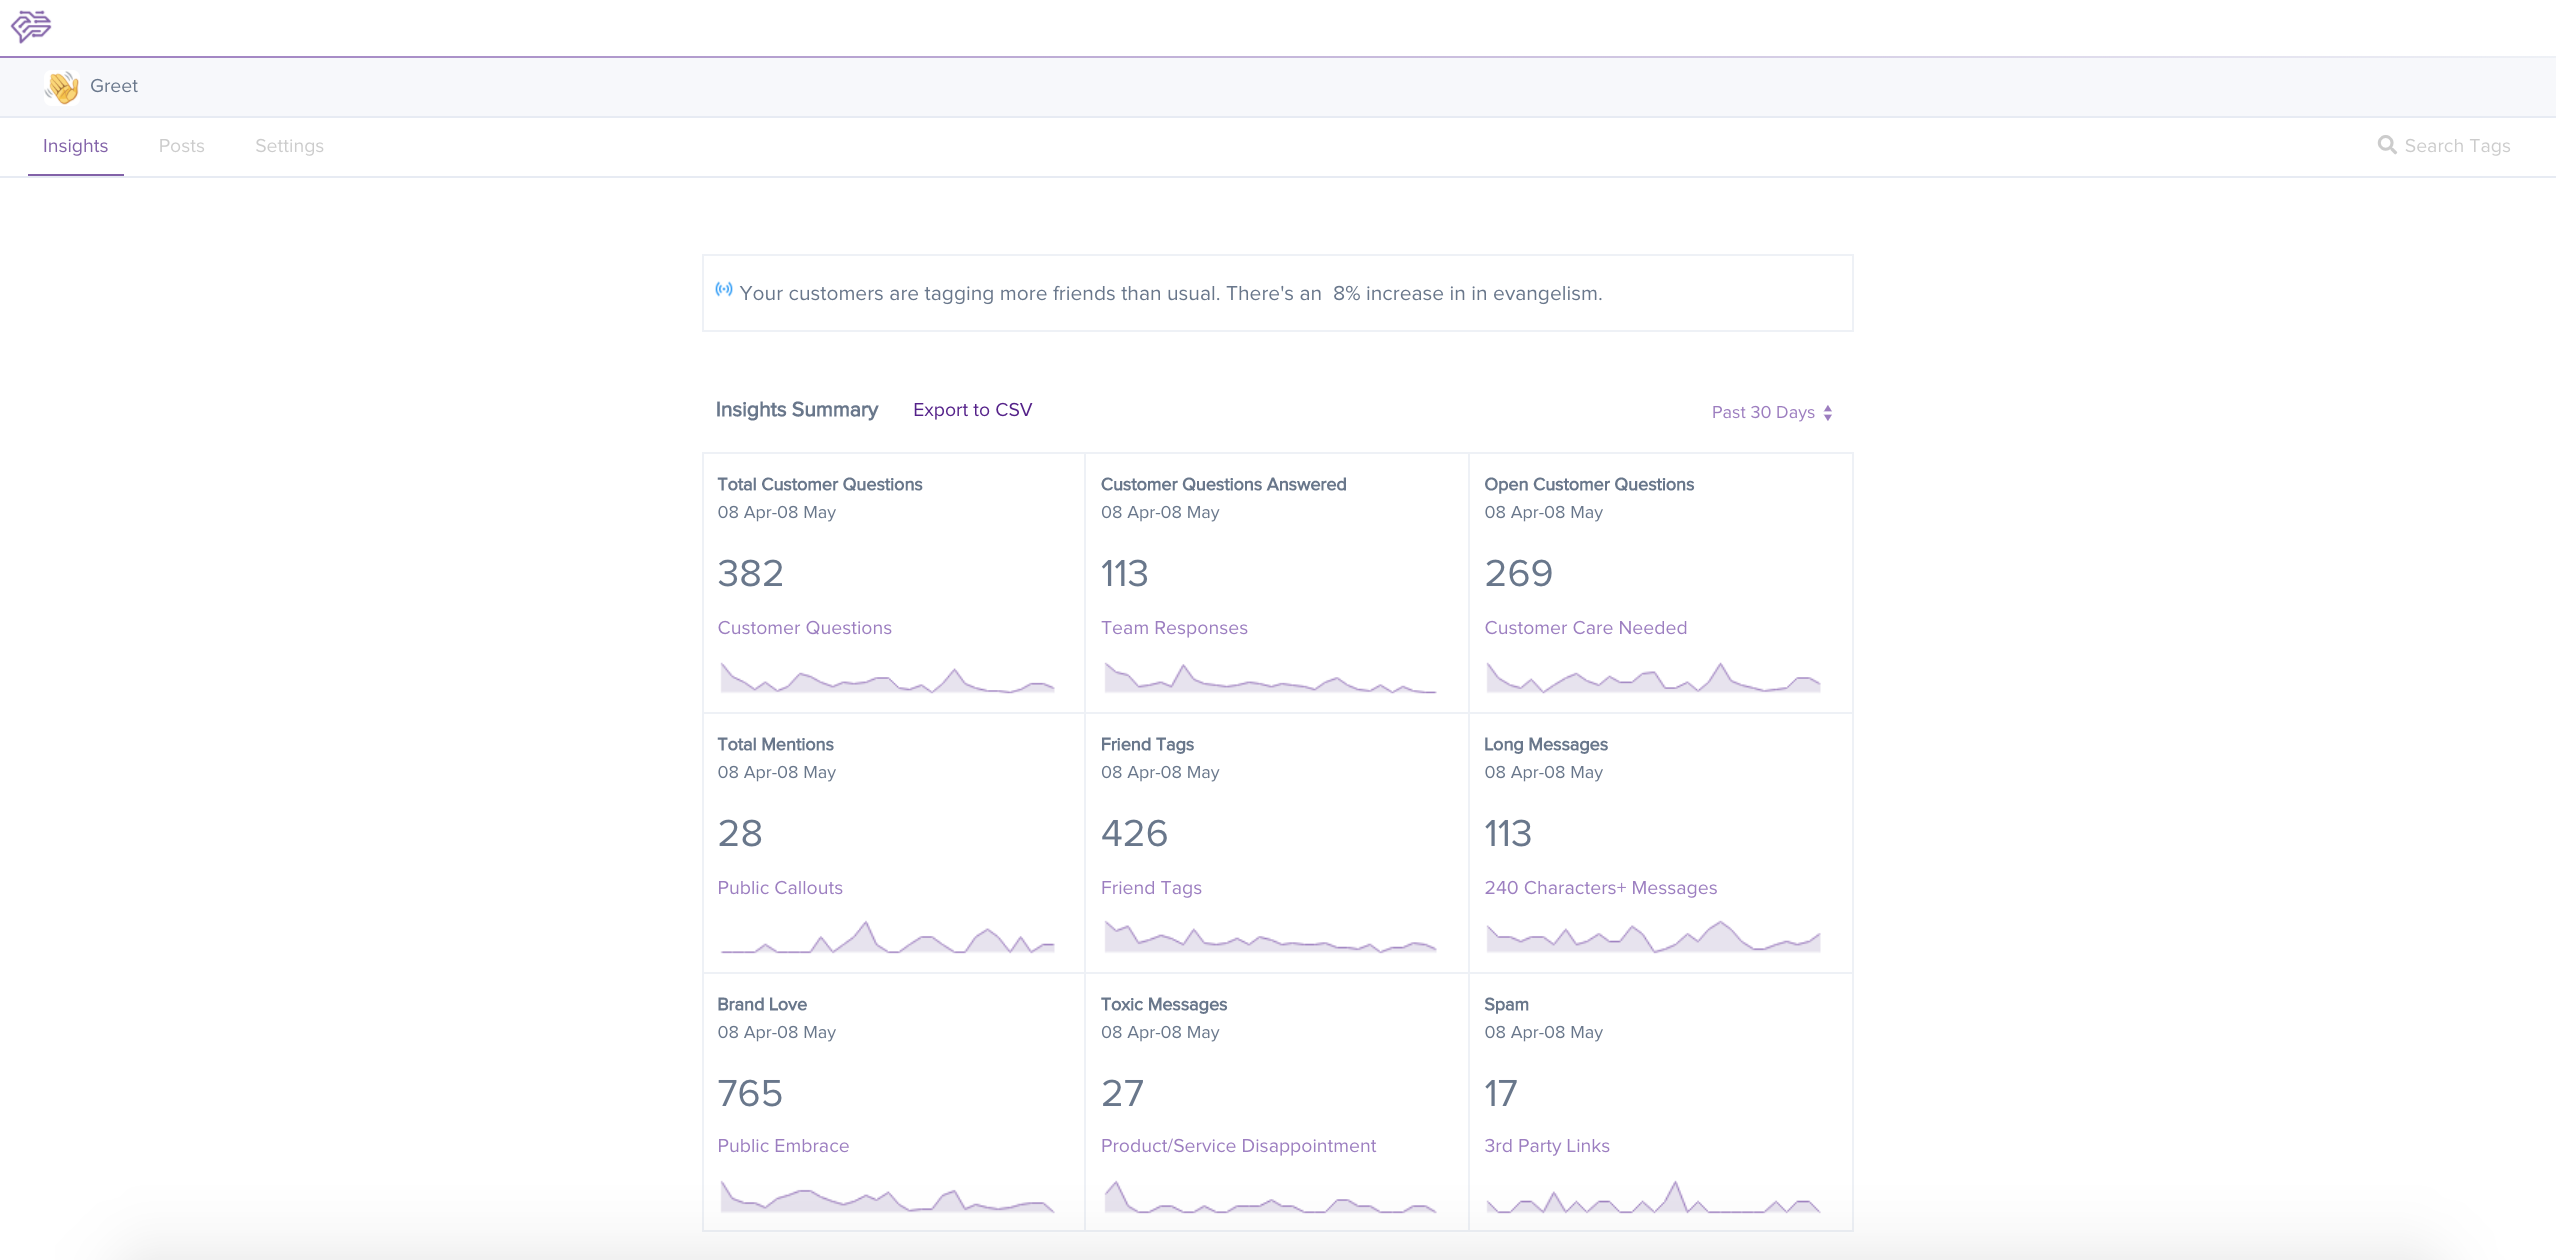 Greet
Insights
Posts
Settings
Search Tags
Your customers are tagging more friends than usual. There's an  8% increase in in evangelism.
Insights Summary
Export to CSV
Past 30 Days
Total Customer Questions
08 Apr-08 May
382
Customer Questions
Customer Questions Answered
08 Apr-08 May
113
Team Responses
Open Customer Questions
08 Apr-08 May
269
Customer Care Needed
Total Mentions
08 Apr-08 May
28
Public Callouts
Friend Tags
08 Apr-08 May
426
Friend Tags
Long Messages
08 Apr-08 May
113
240 Characters+ Messages
Brand Love
08 Apr-08 May
765
Public Embrace
Toxic Messages
08 Apr-08 May
27
Product/Service Disappointment
Spam
08 Apr-08 May
17
3rd Party Links